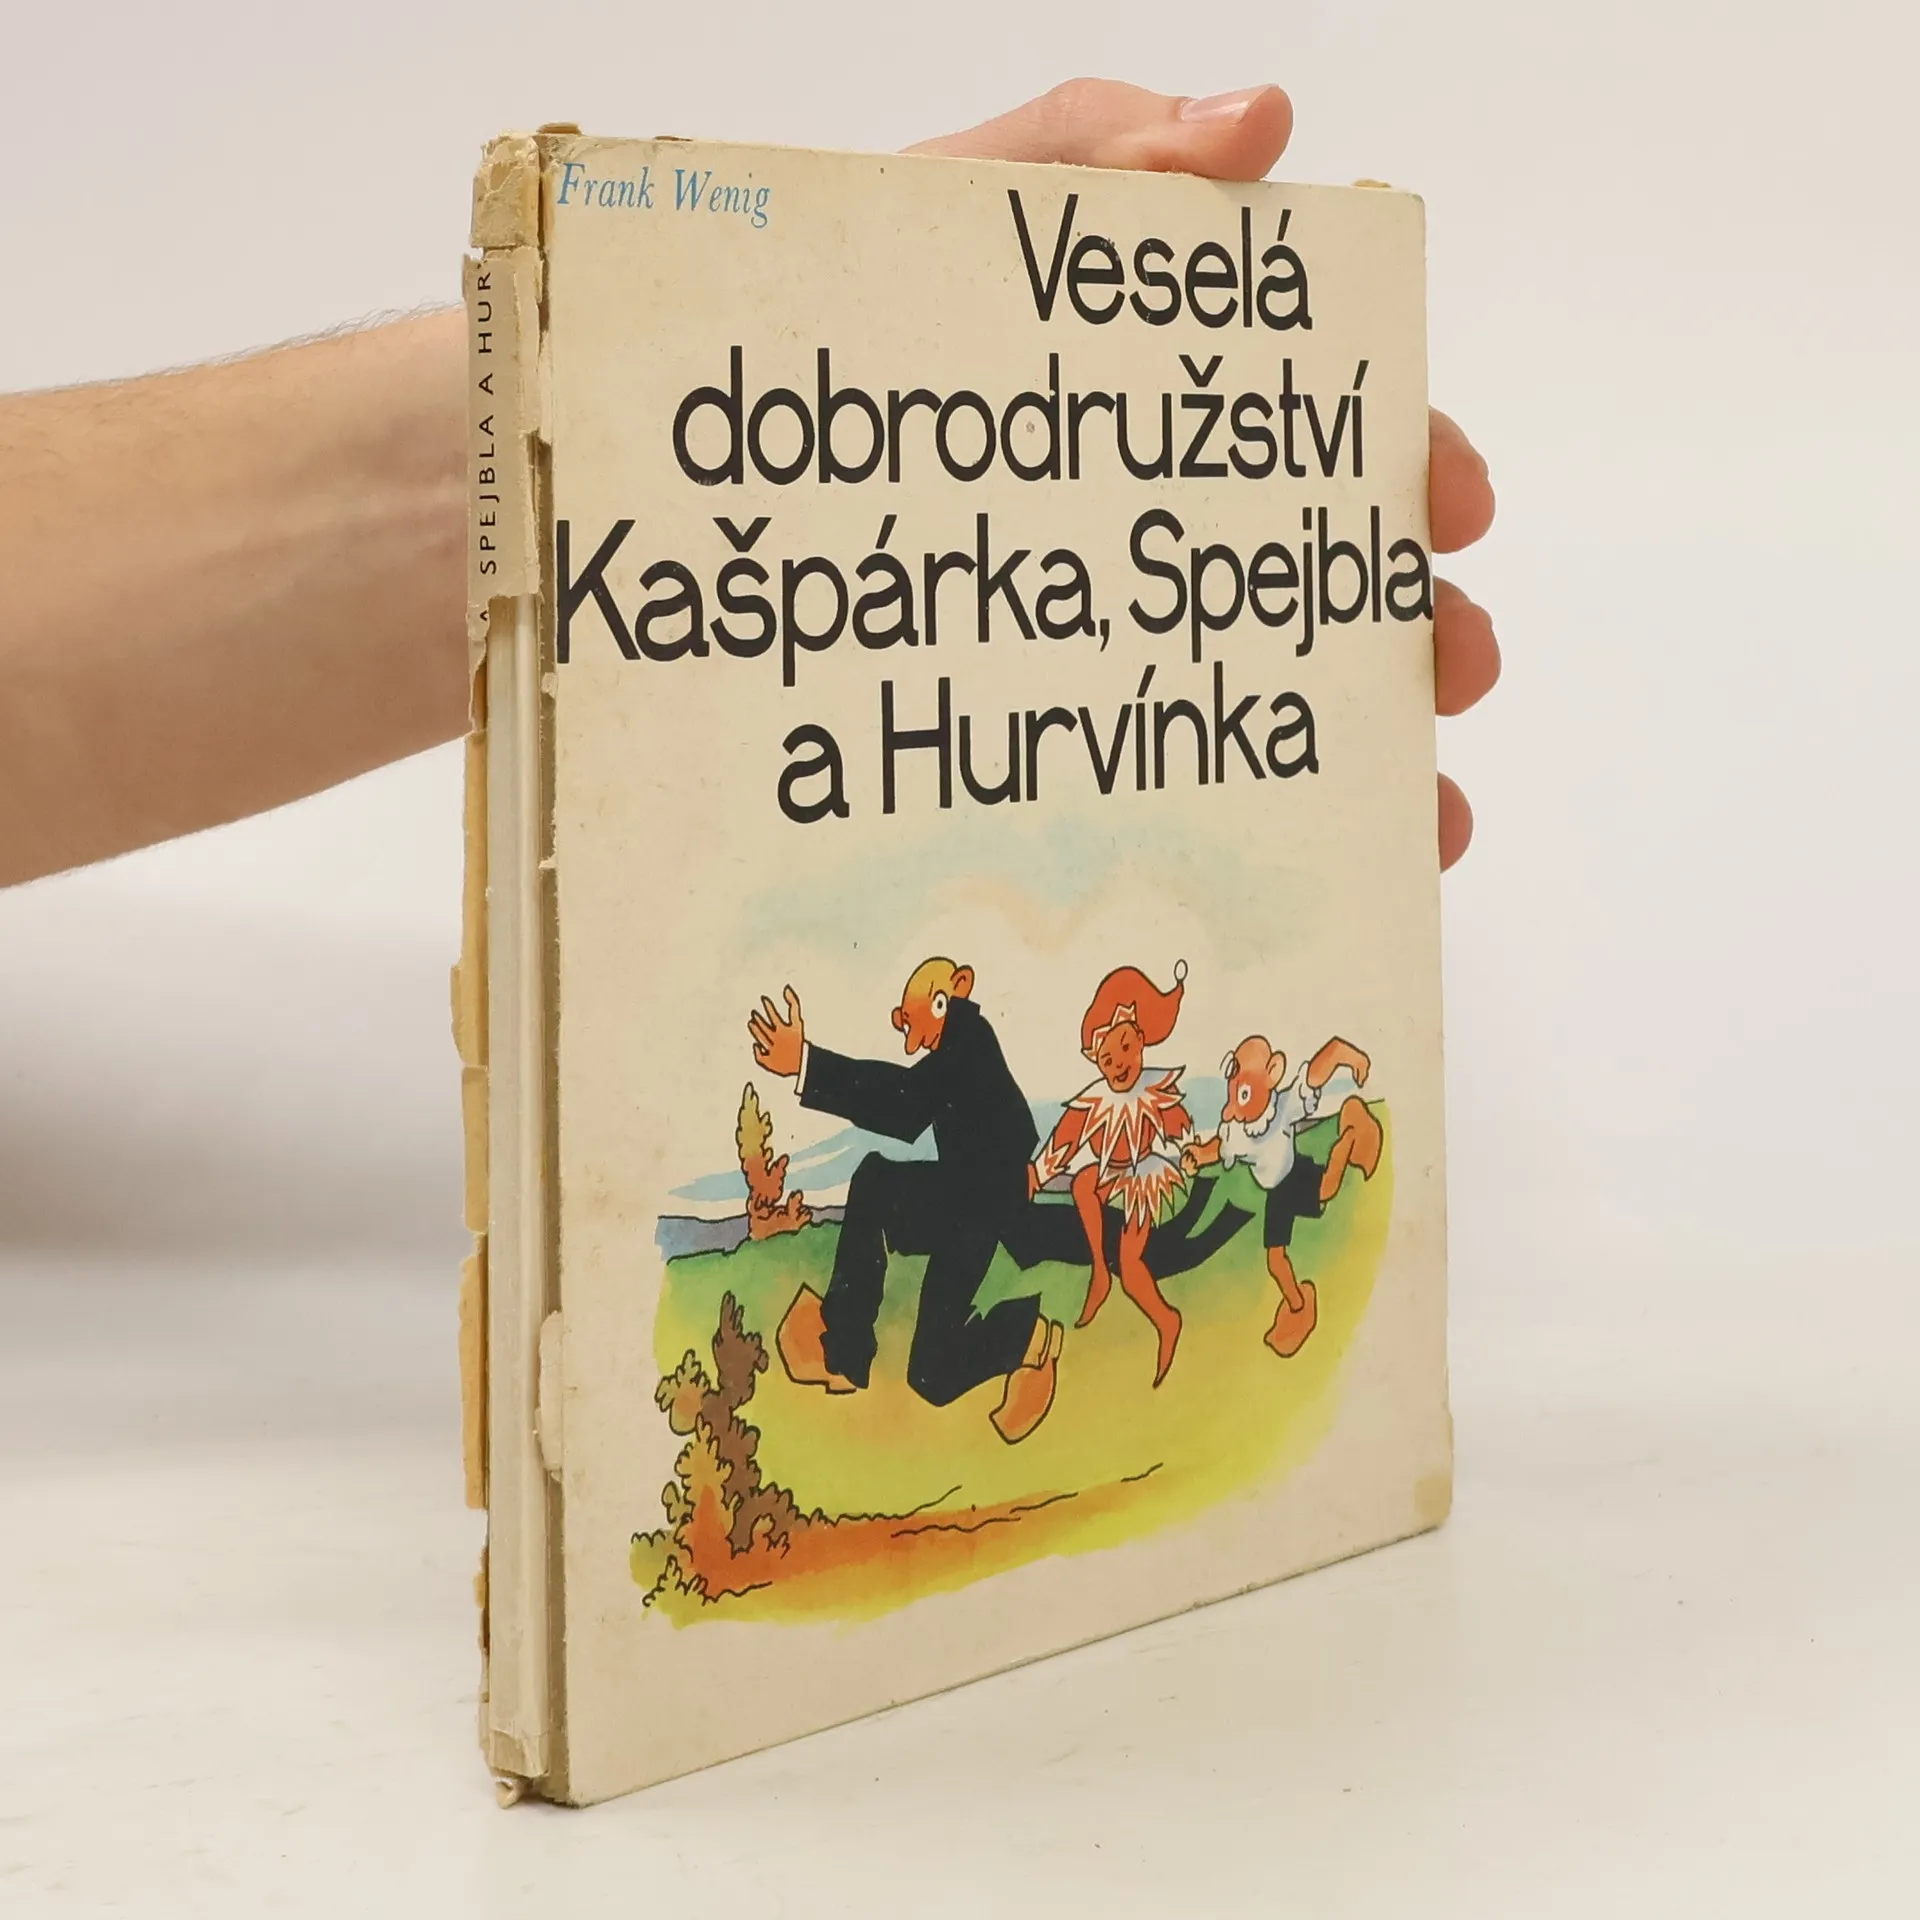 Frank Wenig
Veselá
dobrodružství
Kašpárka, Spejbla
a Hurvínka
SPEJBLA A HUR